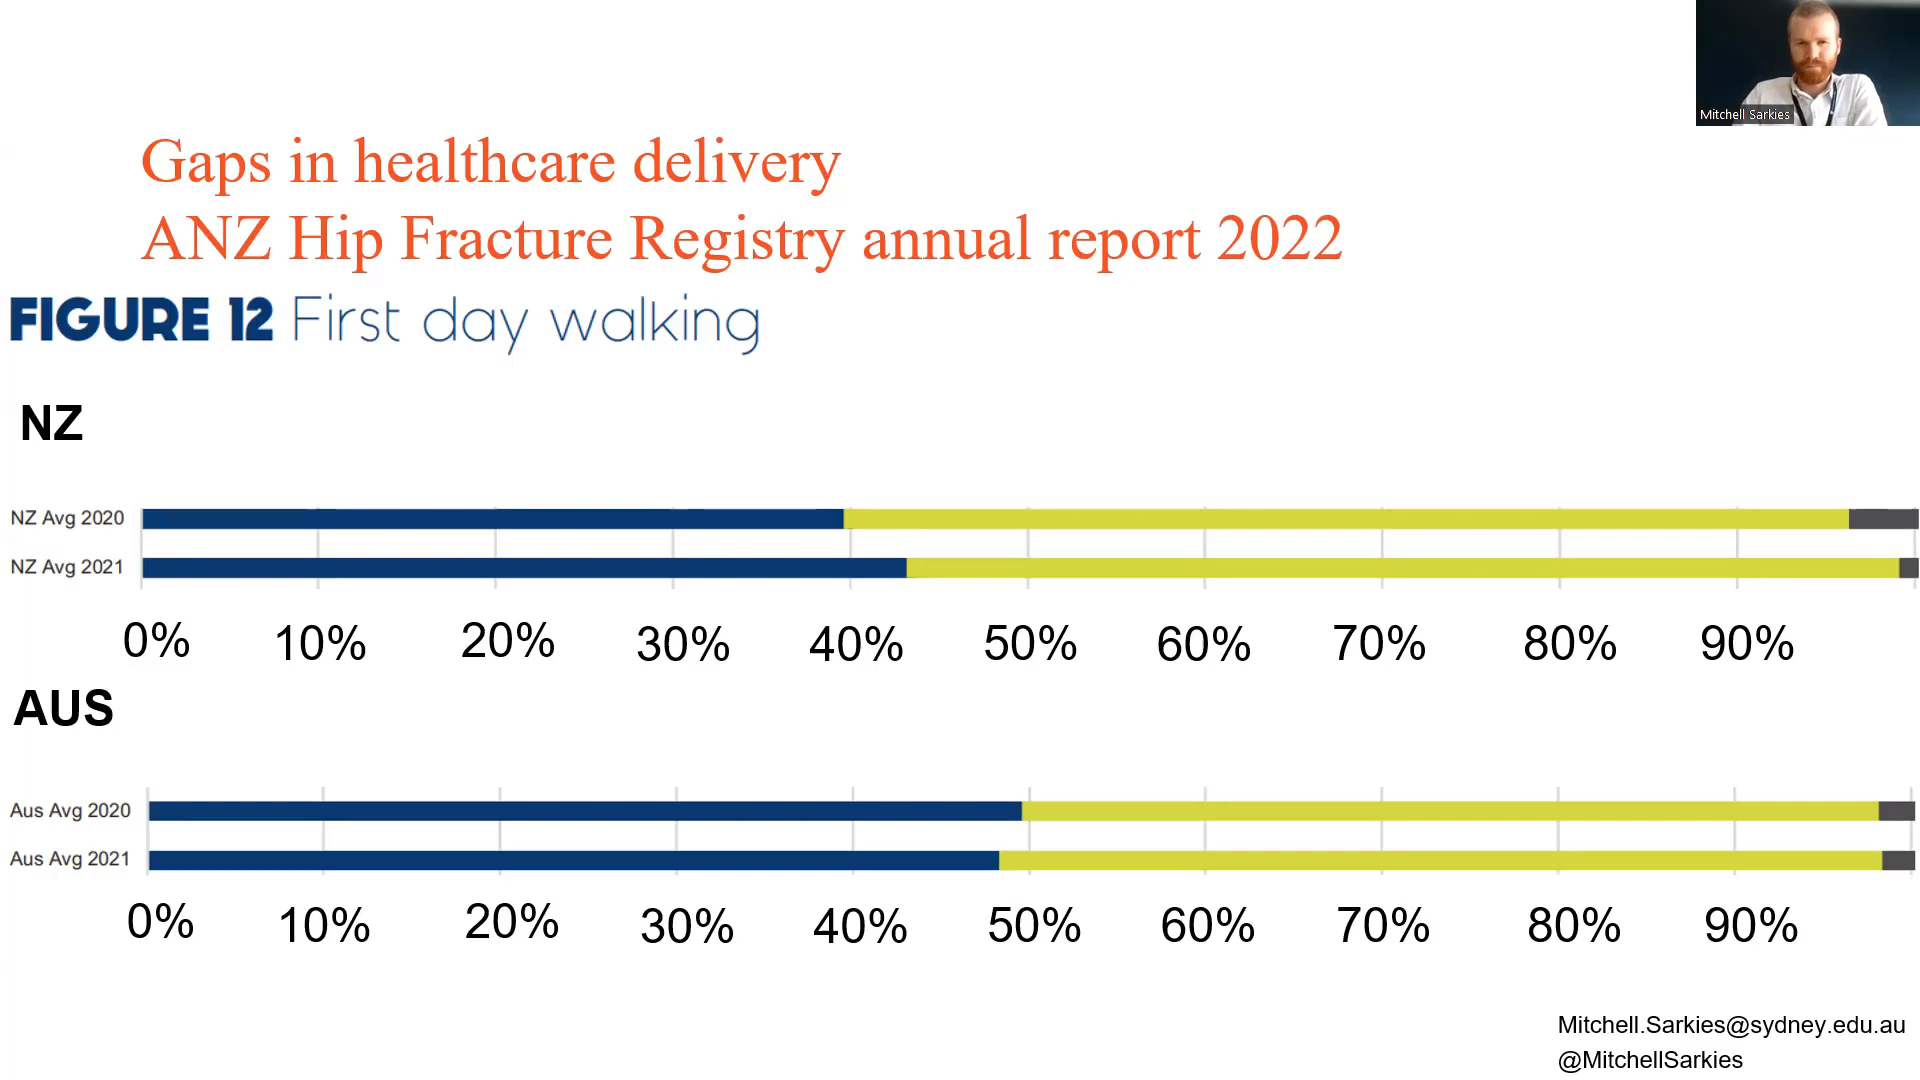 Mitchell Sarkies
Gaps in healthcare delivery
ANZ Hip Fracture Registry annual report 2022
FIGURE 12 First day walking
NZ
NZ Avg 2020
NZ Avg 2021
0% 10% 20% 30% 40% 50% 60% 70% 80% 90%
AUS
Aus Avg 2020
Aus Avg 2021
0% 10% 20% 30% 40% 50% 60% 70% 80% 90%
Mitchell.Sarkies@sydney.edu.au
@MitchellSarkies